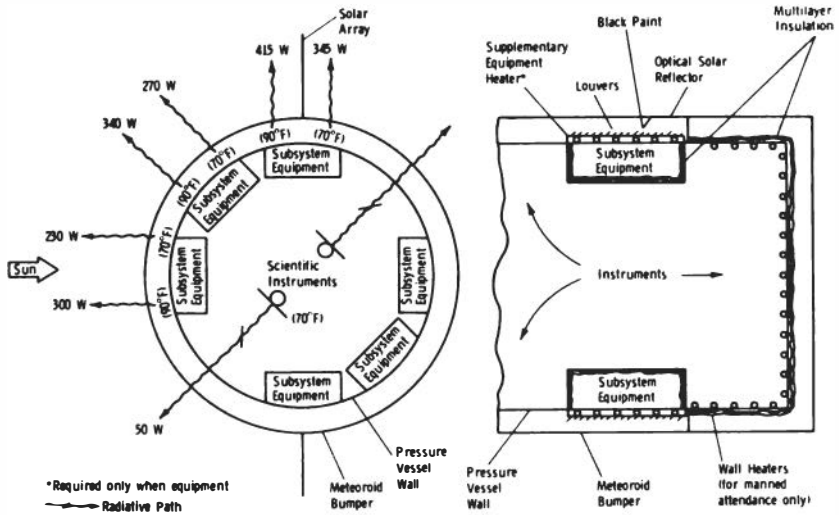 Solar
Array
415 W
345 W
270 W
340 W
230 W
300 W
50 W
Sun
(90°F)
(70°F)
(70°F)
(90°F)
(70°F)
(90°F)
Subsystem
Equipment
Subsystem
Equipment
Subsystem
Equipment
Subsystem
Equipment
Subsystem
Equipment
Subsystem
Equipment
Scientific
Instruments
(70°F)
Pressure
Vessel
Wall
Meteoroid
Bumper
*Required only when equipment
Radiative Path
Black Paint
Multilayer
Insulation
Supplementary
Equipment
Heater*
Optical Solar
Reflector
Louvers
Subsystem
Equipment
Instruments
Subsystem
Equipment
Pressure
Vessel
Wall
Meteoroid
Bumper
Wall Heaters
(for manned
attendance only)